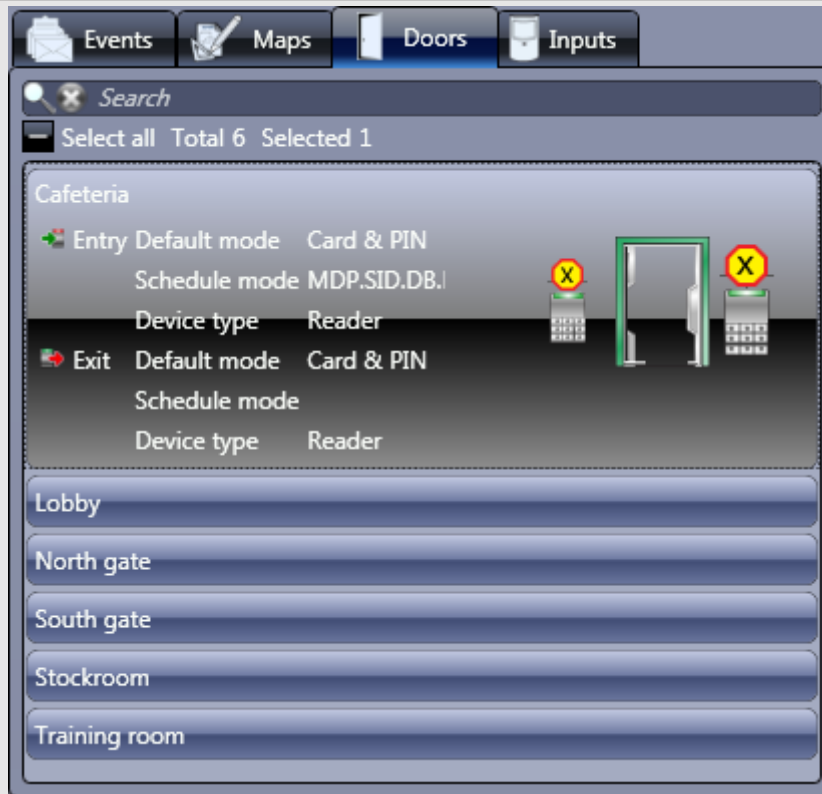 Events Maps Doors Inputs
Search
Select all Total 6 Selected 1
Cafeteria
Entry Default mode Card & PIN
Schedule mode MDP.SID.DB.
Device type Reader
Exit Default mode Card & PIN
Schedule mode
Device type Reader
X X
Lobby
North gate
South gate
Stockroom
Training room